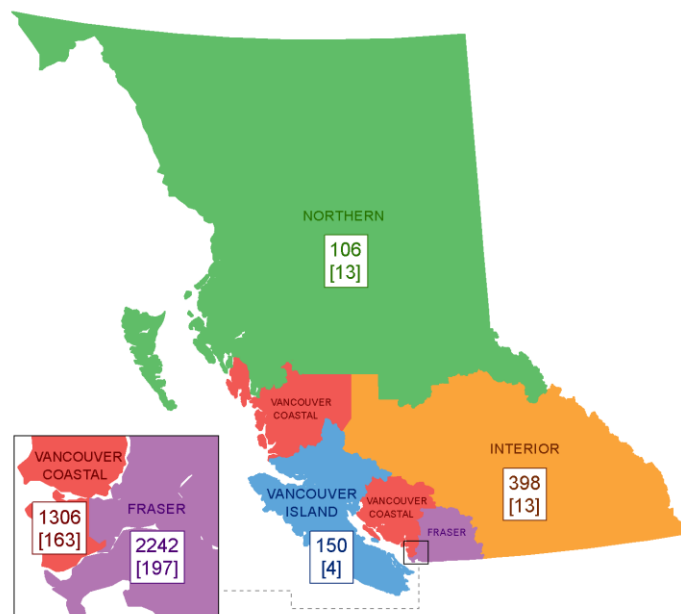 NORTHERN
106
[13]
VANCOUVER
COASTAL
INTERIOR
398
[13]
VANCOUVER
COASTAL
FRASER
1306
[163]
2242
[197]
VANCOUVER
ISLAND
150
[4]
VANCOUVER
COASTAL
FRASER